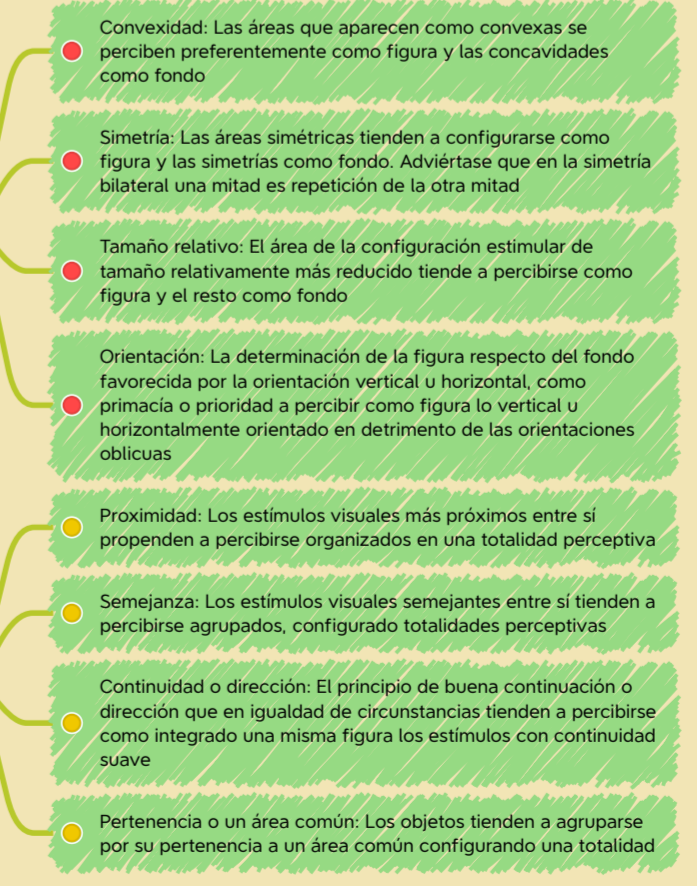 Convexidad: Las áreas que aparecen como convexas se
perciben preferentemente como figura y las concavidades
como fondo
Simetría: Las áreas simétricas tienden a configurarse como
figura y las simetrías como fondo. Adviértase que en la simetría
bilateral una mitad es repetición de la otra mitad
Tamaño relativo: El área de la configuración estimular de
tamaño relativamente más reducido tiende a percibirse como
figura y el resto como fondo
Orientación: La determinación de la figura respecto del fondo
favorecida por la orientación vertical u horizontal, como
primacía o prioridad a percibir como figura lo vertical u
horizontalmente orientado en detrimento de las orientaciones
oblicuas
Proximidad: Los estímulos visuales más próximos entre sí
propenden a percibirse organizados en una totalidad perceptiva
Semejanza: Los estímulos visuales semejantes entre sí tienden a
percibirse agrupados, configurado totalidades perceptivas
Continuidad o dirección: El principio de buena continuación o
dirección que en igualdad de circunstancias tienden a percibirse
como integrado una misma figura los estímulos con continuidad
suave
Pertenencia o un área común: Los objetos tienden a agruparse
por su pertenencia a un área común configurando una totalidad